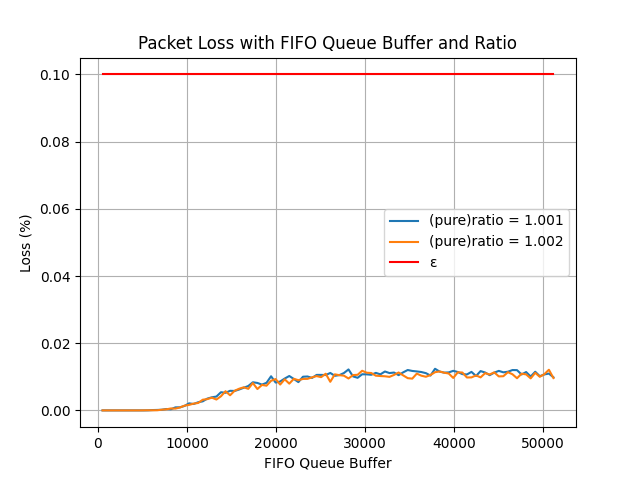 Packet Loss with FIFO Queue Buffer and Ratio
0.10
0.08
0.06
0.04
0.02
0.00
Loss (%)
(pure)ratio = 1.001
(pure)ratio = 1.002
ε
0 10000 20000 30000 40000 50000
FIFO Queue Buffer